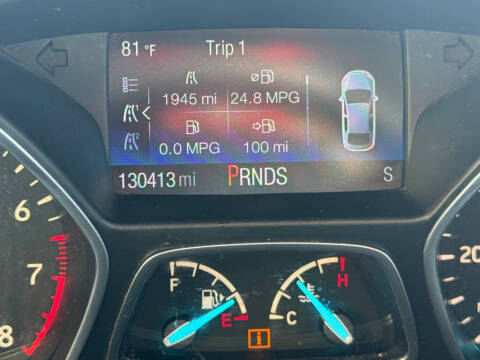 81 °F Trip 1
1945 mi 24.8 MPG
0.0 MPG 100 mi
130413 mi PRNDS S
6
7
8
F E
C H
i
20